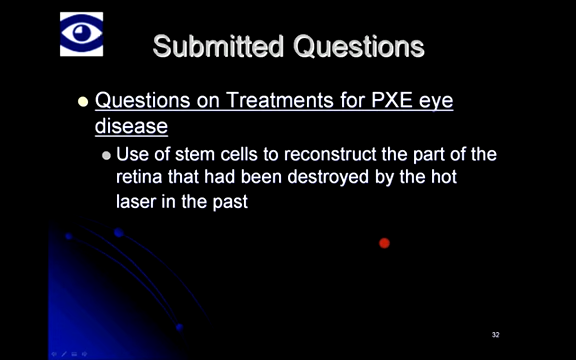 Submitted Questions
Questions on Treatments for PXE eye
disease
Use of stem cells to reconstruct the part of the
retina that had been destroyed by the hot
laser in the past
32